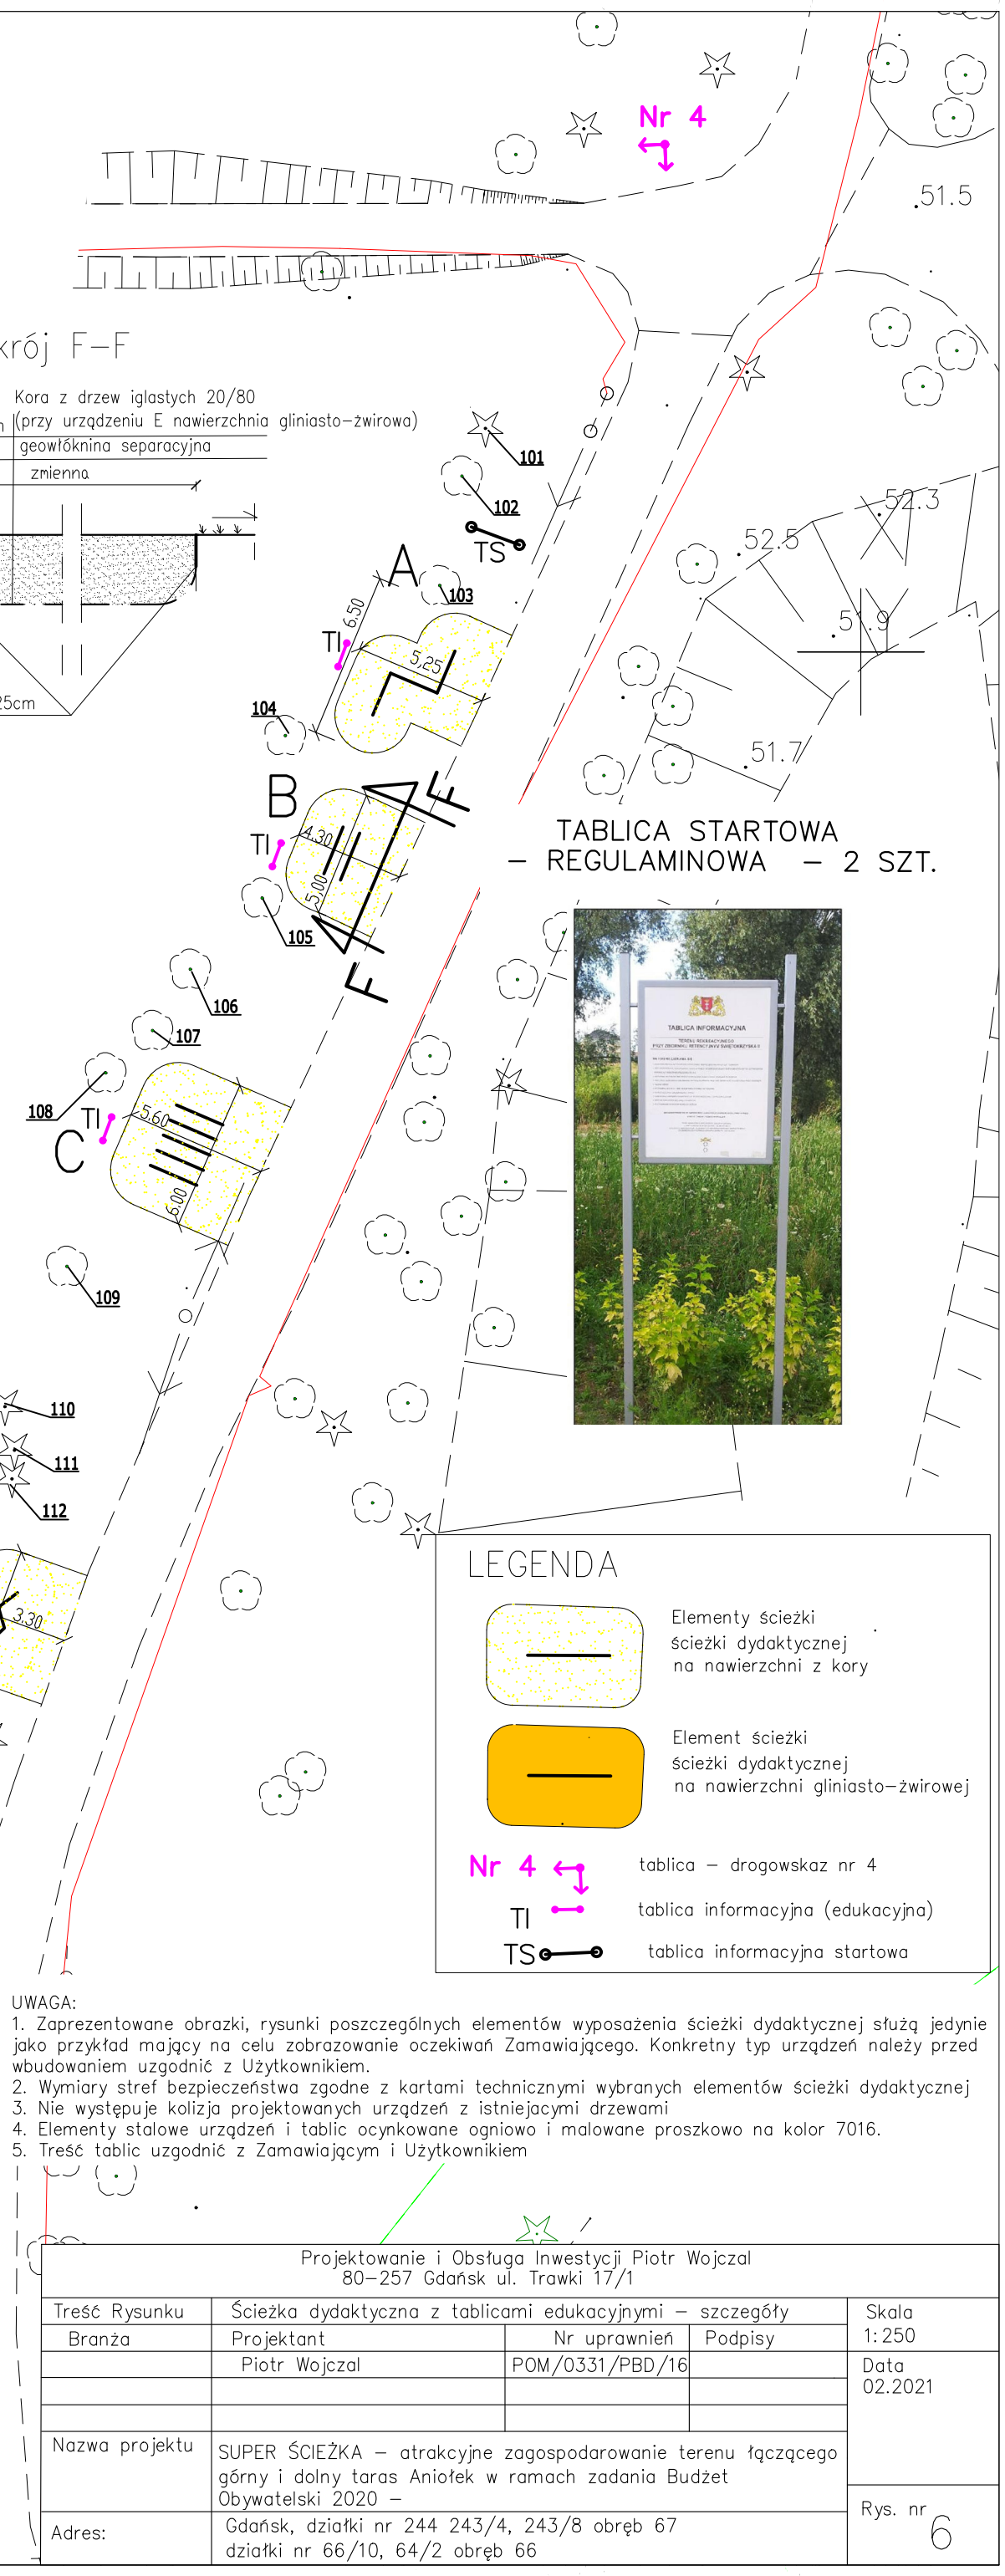 Nr 4
51.5
krój F-F
Kora z drzew iglastych 20/80
(przy urządzeniu E nawierzchnia gliniasto-żwirowa)
geowłóknina separacyjna
zmienna
25cm
101
102
TS
A
103
6.50
TI
5,25
104
52.3
52.5
51.9
51.7
B
F
TI
4.30
5,00
105
F
TABLICA STARTOWA
- REGULAMINOWA - 2 SZT.
TABLICA INFORMACYJNA
TERENU REKREACYJNEGO
106
107
108
TI
5.60
C
6.00
109
110
111
112
3.30
LEGENDA
Elementy ścieżki
ścieżki dydaktycznej
na nawierzchni z kory
Element ścieżki
ścieżki dydaktycznej
na nawierzchni gliniasto-żwirowej
Nr 4 tablica - drogowskaz nr 4
TI tablica informacyjna (edukacyjna)
TS tablica informacyjna startowa
UWAGA:
1. Zaprezentowane obrazki, rysunki poszczególnych elementów wyposażenia ścieżki dydaktycznej służą jedynie
jako przykład mający na celu zobrazowanie oczekiwań Zamawiającego. Konkretny typ urządzeń należy przed
wbudowaniem uzgodnić z Użytkownikiem.
2. Wymiary stref bezpieczeństwa zgodne z kartami technicznymi wybranych elementów ścieżki dydaktycznej
3. Nie występuje kolizja projektowanych urządzeń z istniejacymi drzewami
4. Elementy stalowe urządzeń i tablic ocynkowane ogniowo i malowane proszkowo na kolor 7016.
5. Treść tablic uzgodnić z Zamawiającym i Użytkownikiem
Projektowanie i Obsługa Inwestycji Piotr Wojczal
80-257 Gdańsk ul. Trawki 17/1
Treść Rysunku Ścieżka dydaktyczna z tablicami edukacyjnymi - szczegóły Skala
1:250
Branża Projektant Nr uprawnień Podpisy
Piotr Wojczal POM/0331/PBD/16 Data
02.2021
Nazwa projektu SUPER ŚCIEŻKA - atrakcyjne zagospodarowanie terenu łączącego
górny i dolny taras Aniołek w ramach zadania Budżet
Obywatelski 2020 -
Adres: Gdańsk, działki nr 244 243/4, 243/8 obręb 67
działki nr 66/10, 64/2 obręb 66
Rys. nr 6